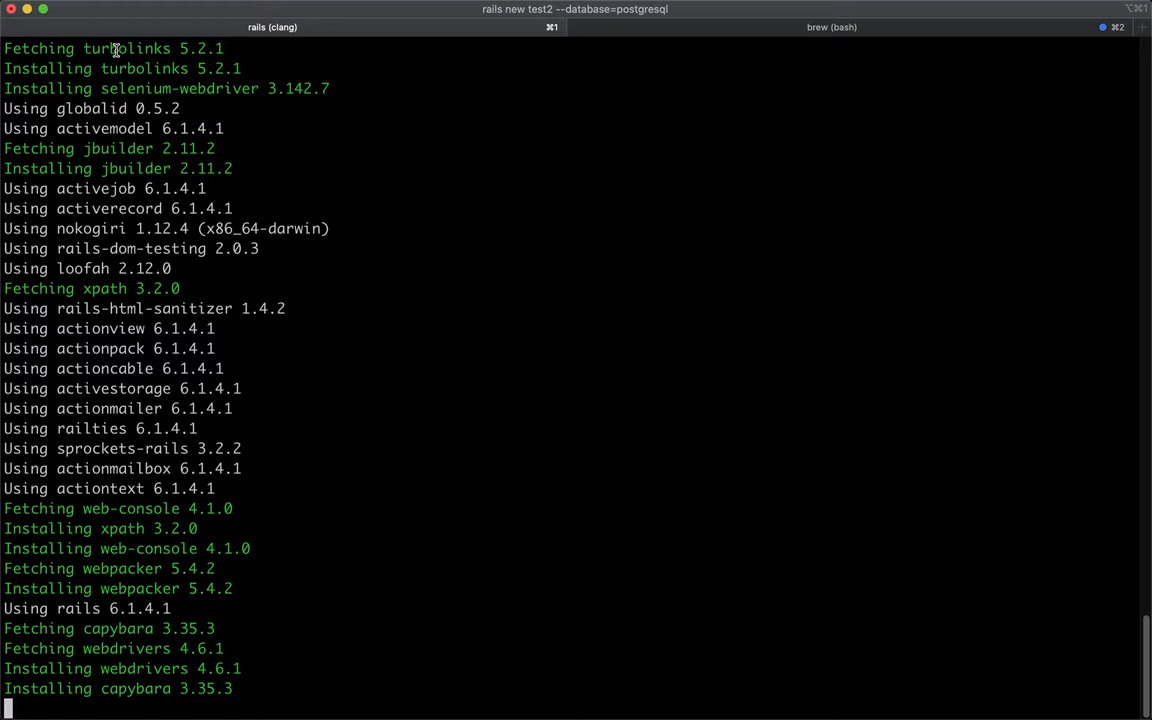 rails new test2 --database=postgresql
⌥⌘1
rails (clang) ⌘1
brew (bash) ⌘2
Fetching turbolinks 5.2.1
Installing turbolinks 5.2.1
Installing selenium-webdriver 3.142.7
Using globalid 0.5.2
Using activemodel 6.1.4.1
Fetching jbuilder 2.11.2
Installing jbuilder 2.11.2
Using activejob 6.1.4.1
Using activerecord 6.1.4.1
Using nokogiri 1.12.4 (x86_64-darwin)
Using rails-dom-testing 2.0.3
Using loofah 2.12.0
Fetching xpath 3.2.0
Using rails-html-sanitizer 1.4.2
Using actionview 6.1.4.1
Using actionpack 6.1.4.1
Using actioncable 6.1.4.1
Using activestorage 6.1.4.1
Using actionmailer 6.1.4.1
Using railties 6.1.4.1
Using sprockets-rails 3.2.2
Using actionmailbox 6.1.4.1
Using actiontext 6.1.4.1
Fetching web-console 4.1.0
Installing xpath 3.2.0
Installing web-console 4.1.0
Fetching webpacker 5.4.2
Installing webpacker 5.4.2
Using rails 6.1.4.1
Fetching capybara 3.35.3
Fetching webdrivers 4.6.1
Installing webdrivers 4.6.1
Installing capybara 3.35.3